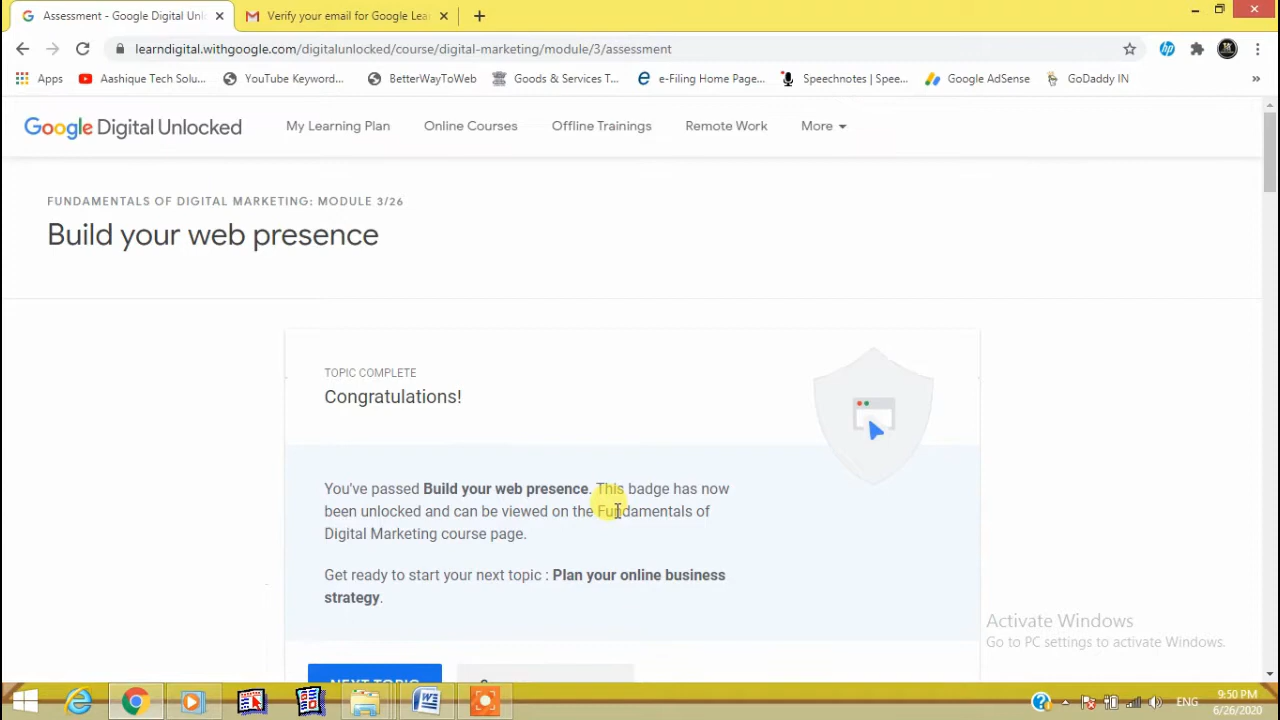 Assessment - Google Digital Unl
Verify your email for Google Lea
learndigital.withgoogle.com/digitalunlocked/course/digital-marketing/module/3/assessment
Apps
Aashique Tech Solu...
YouTube Keyword...
BetterWayToWeb
Goods & Services T...
e-Filing Home Page...
Speechnotes | Spee...
Google AdSense
GoDaddy IN
»
Google Digital Unlocked
My Learning Plan
Online Courses
Offline Trainings
Remote Work
More
FUNDAMENTALS OF DIGITAL MARKETING: MODULE 3/26
Build your web presence
TOPIC COMPLETE
Congratulations!
You've passed Build your web presence. This badge has now
been unlocked and can be viewed on the Fundamentals of
Digital Marketing course page.
Get ready to start your next topic : Plan your online business
strategy.
NEXT TOPIC
Activate Windows
Go to PC settings to activate Windows.
ENG
9:50 PM
6/26/2020